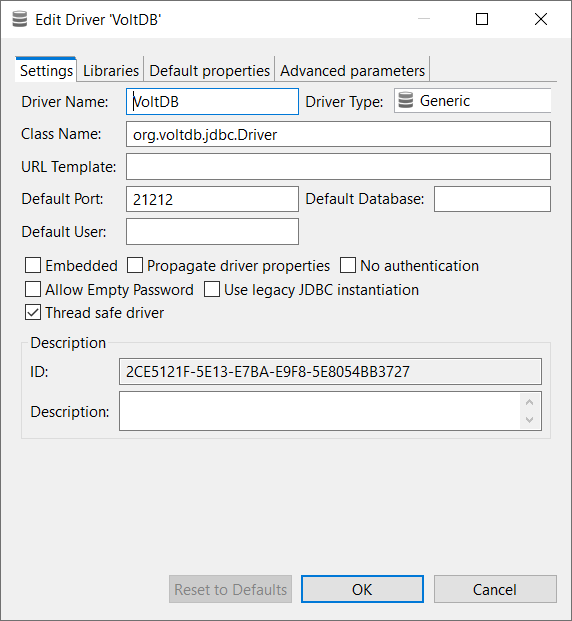 Edit Driver 'VoltDB'
Settings Libraries Default properties Advanced parameters
Driver Name: VoltDB Driver Type: Generic
Class Name: org.voltdb.jdbc.Driver
URL Template:
Default Port: 21212 Default Database:
Default User:
Embedded Propagate driver properties No authentication
Allow Empty Password Use legacy JDBC instantiation
Thread safe driver
Description
ID: 2CE5121F-5E13-E7BA-E9F8-5E8054BB3727
Description:
Reset to Defaults OK Cancel